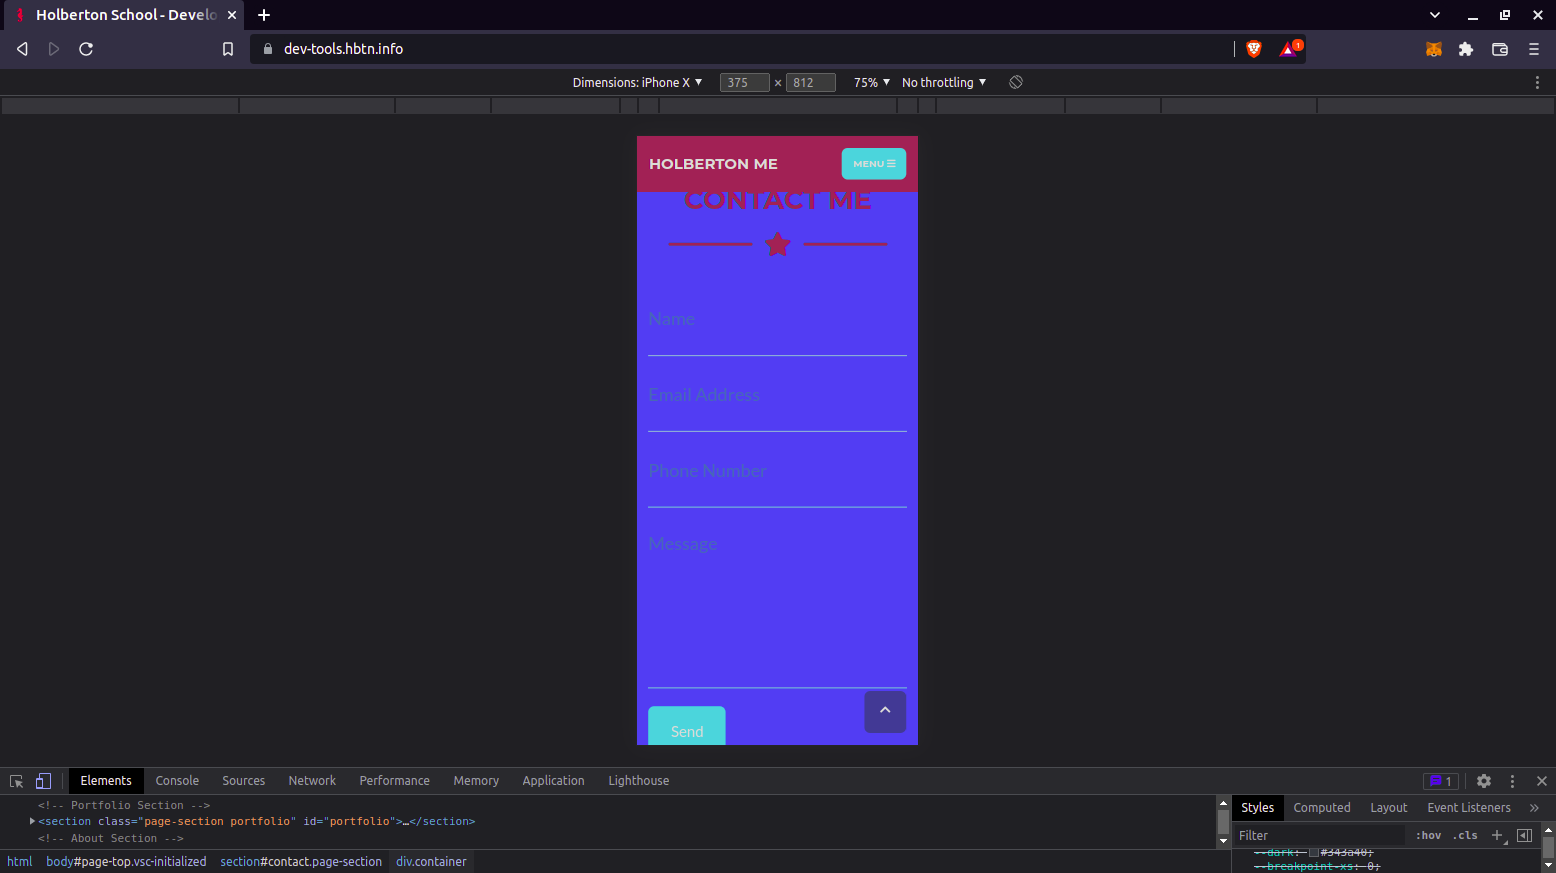 Holberton School - Develo
dev-tools.hbtn.info
1
Dimensions: iPhone X 375 × 812 75% No throttling
HOLBERTON ME
MENU
CONTACT ME
Name
Email Address
Phone Number
Message
Send
Elements Console Sources Network Performance Memory Application Lighthouse 1
<!-- Portfolio Section -->
<section class="page-section portfolio" id="portfolio">…</section>
<!-- About Section -->
html body#page-top.vsc-initialized section#contact.page-section div.container
Styles Computed Layout Event Listeners »
Filter :hov .cls +
--dark: #343a40;
--breakpoint-xs: 0;